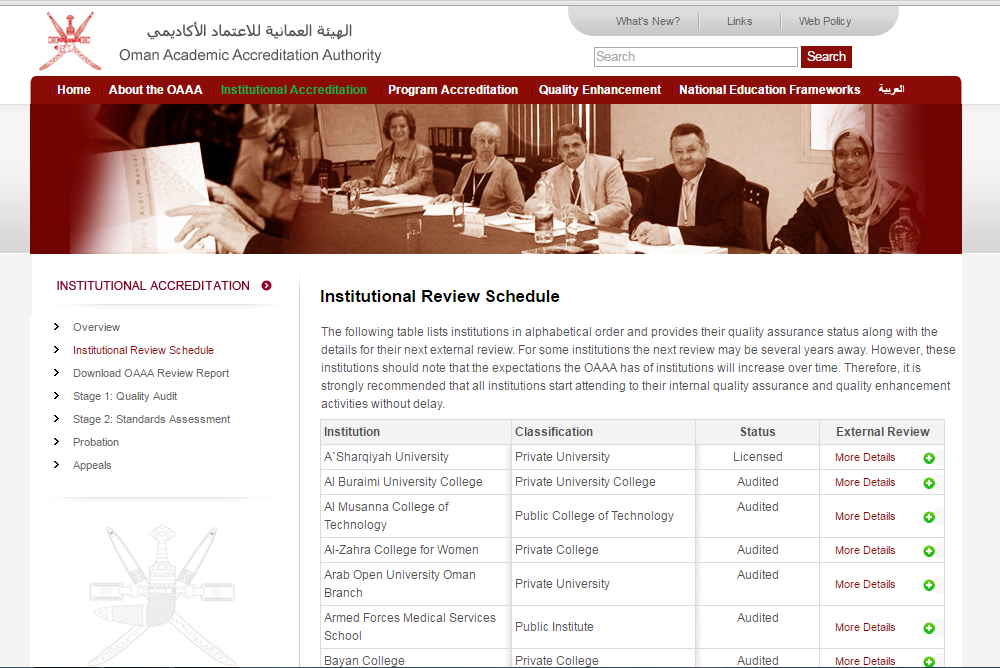 الهيئة العمانية للاعتماد الأكاديمي
Oman Academic Accreditation Authority
What's New?
Links
Web Policy
Search
Search
Home
About the OAAA
Institutional Accreditation
Program Accreditation
Quality Enhancement
National Education Frameworks
العربية
INSTITUTIONAL ACCREDITATION
Overview
Institutional Review Schedule
Download OAAA Review Report
Stage 1: Quality Audit
Stage 2: Standards Assessment
Probation
Appeals
Institutional Review Schedule
The following table lists institutions in alphabetical order and provides their quality assurance status along with the
details for their next external review. For some institutions the next review may be several years away. However, these
institutions should note that the expectations the OAAA has of institutions will increase over time. Therefore, it is
strongly recommended that all institutions start attending to their internal quality assurance and quality enhancement
activities without delay.
Institution Classification Status External Review
A`Sharqiyah University Private University Licensed More Details
Al Buraimi University College Private University College Audited More Details
Al Musanna College of
Technology Public College of Technology Audited More Details
Al-Zahra College for Women Private College Audited More Details
Arab Open University Oman
Branch Private University Audited More Details
Armed Forces Medical Services
School Public Institute Audited More Details
Bayan College Private College Audited More Details